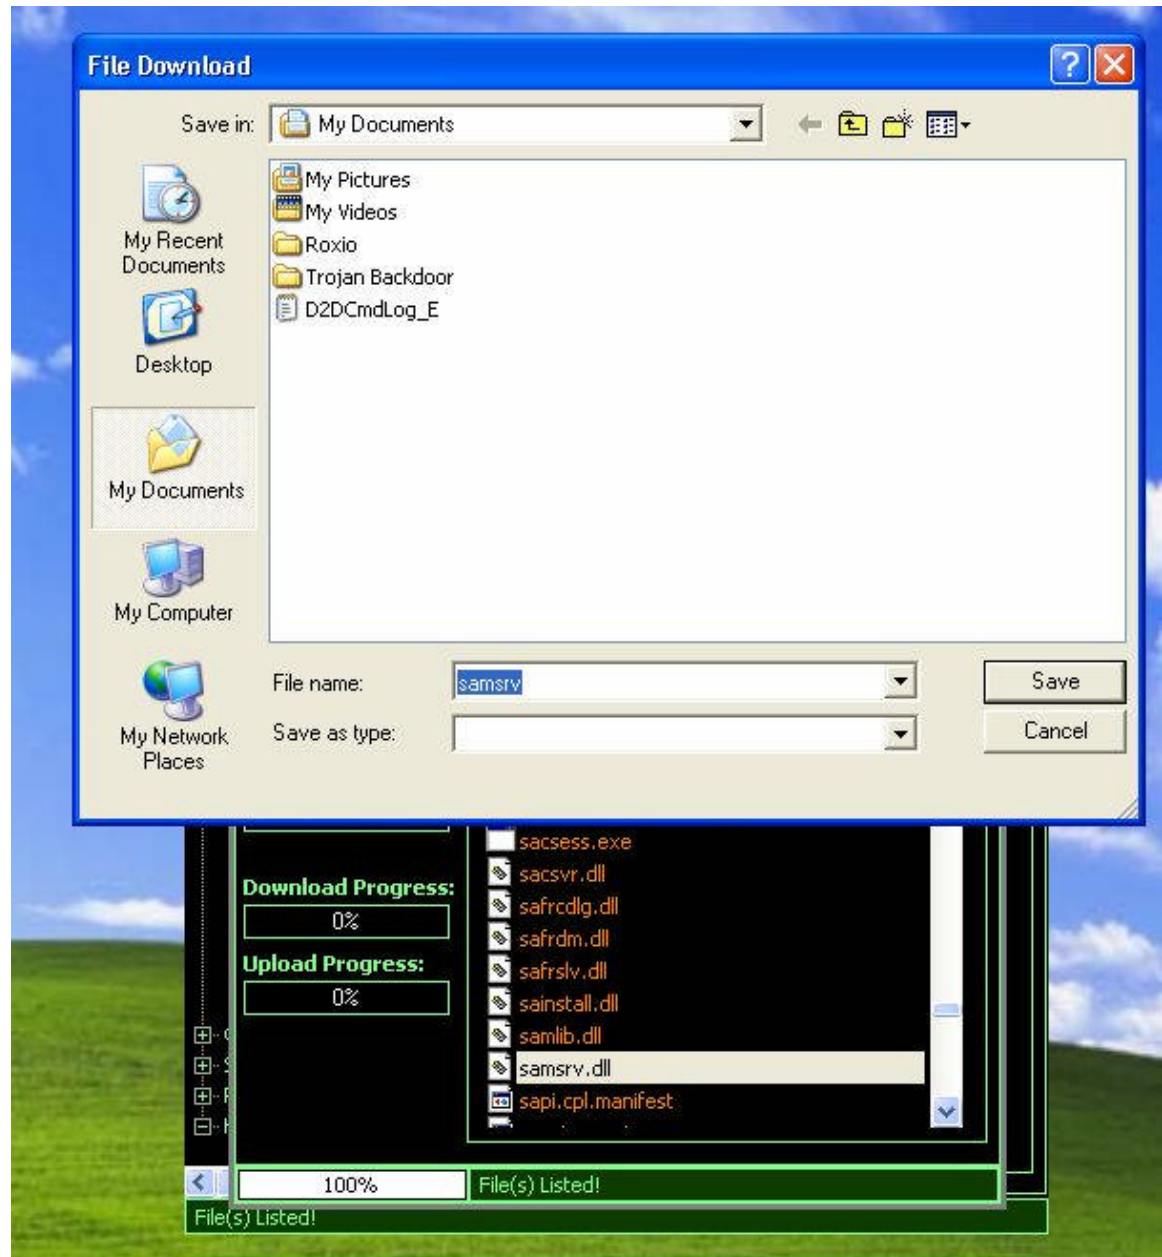 File Download
Save in:
My Documents
My Recent
Documents
Desktop
My Documents
My Computer
My Network
Places
My Pictures
My Videos
Roxio
Trojan Backdoor
D2DCmdLog_E
File name:
samsrv
Save
Save as type:
Cancel
Download Progress:
0%
Upload Progress:
0%
sacsess.exe
sacsvr.dll
safrcdlg.dll
safrdm.dll
safrslv.dll
sainstall.dll
samlib.dll
samsrv.dll
sapi.cpl.manifest
100%
File(s) Listed!
File(s) Listed!